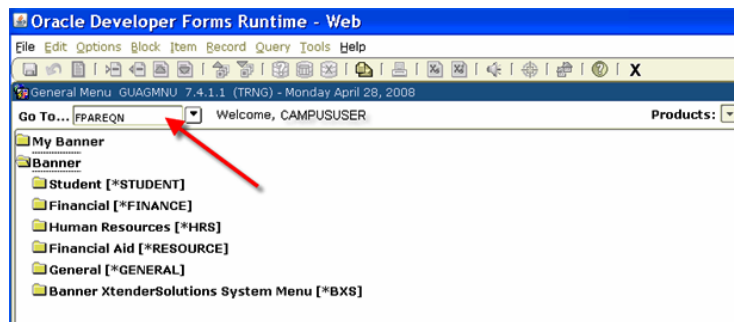 Oracle Developer Forms Runtime - Web
File Edit Options Block Item Record Query Tools Help
General Menu GUAGMNU 7.4.1.1 (TRNG) - Monday April 28, 2008
Go To... FPAREQN Welcome, CAMPUSUSER Products:
My Banner
Banner
Student [*STUDENT]
Financial [*FINANCE]
Human Resources [*HRS]
Financial Aid [*RESOURCE]
General [*GENERAL]
Banner XtenderSolutions System Menu [*BXS]